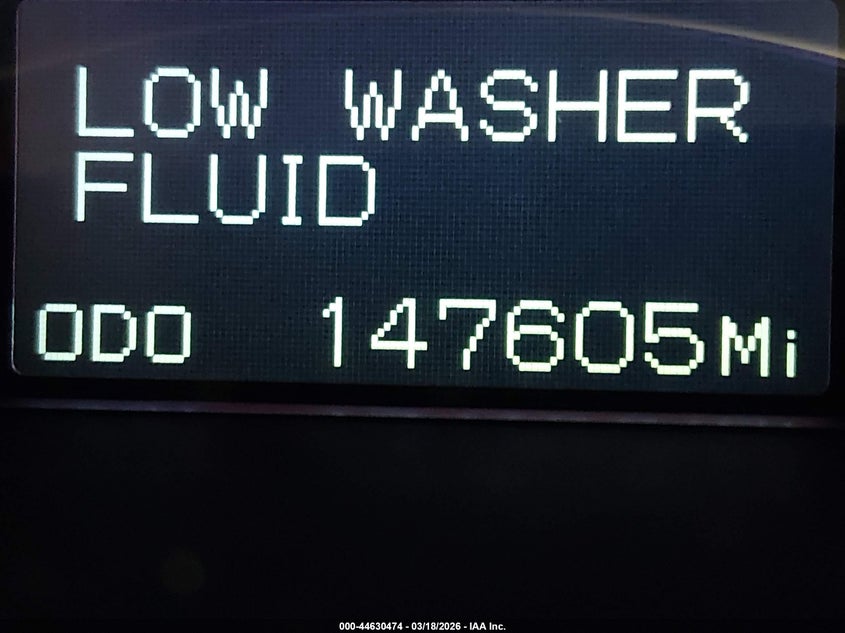 LOW WASHER
FLUID
ODO 147605Mi
000-44630474 - 03/18/2026 - IAA Inc.